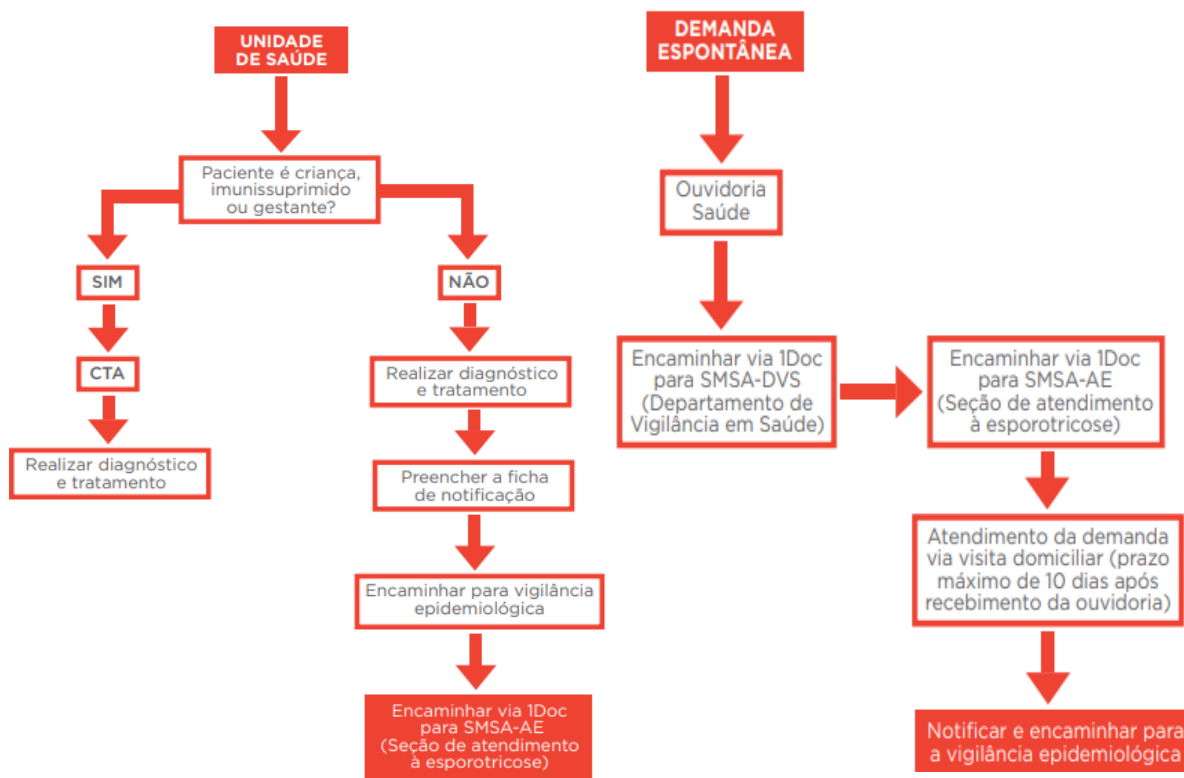 UNIDADE
DE SAÚDE
Paciente é criança,
imunissuprimido
ou gestante?
SIM
CTA
Realizar diagnóstico
e tratamento
NÃO
Realizar diagnóstico
e tratamento
Preencher a ficha
de notificação
Encaminhar para vigilância
epidemiológica
Encaminhar via 1Doc
para SMSA-AE
(Seção de atendimento
à esporotricose)
DEMANDA
ESPONTÂNEA
Ouvidoria
Saúde
Encaminhar via 1Doc
para SMSA-DVS
(Departamento de
Vigilância em Saúde)
Encaminhar via 1Doc
para SMSA-AE
(Seção de atendimento
à esporotricose)
Atendimento da demanda
via visita domiciliar (prazo
máximo de 10 dias após
recebimento da ouvidoria)
Notificar e encaminhar para
a vigilância epidemiológica